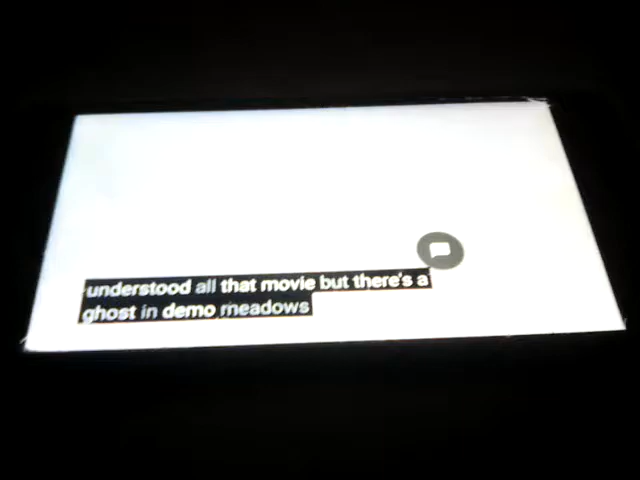 understood all that movie but there's a
ghost in demo meadows